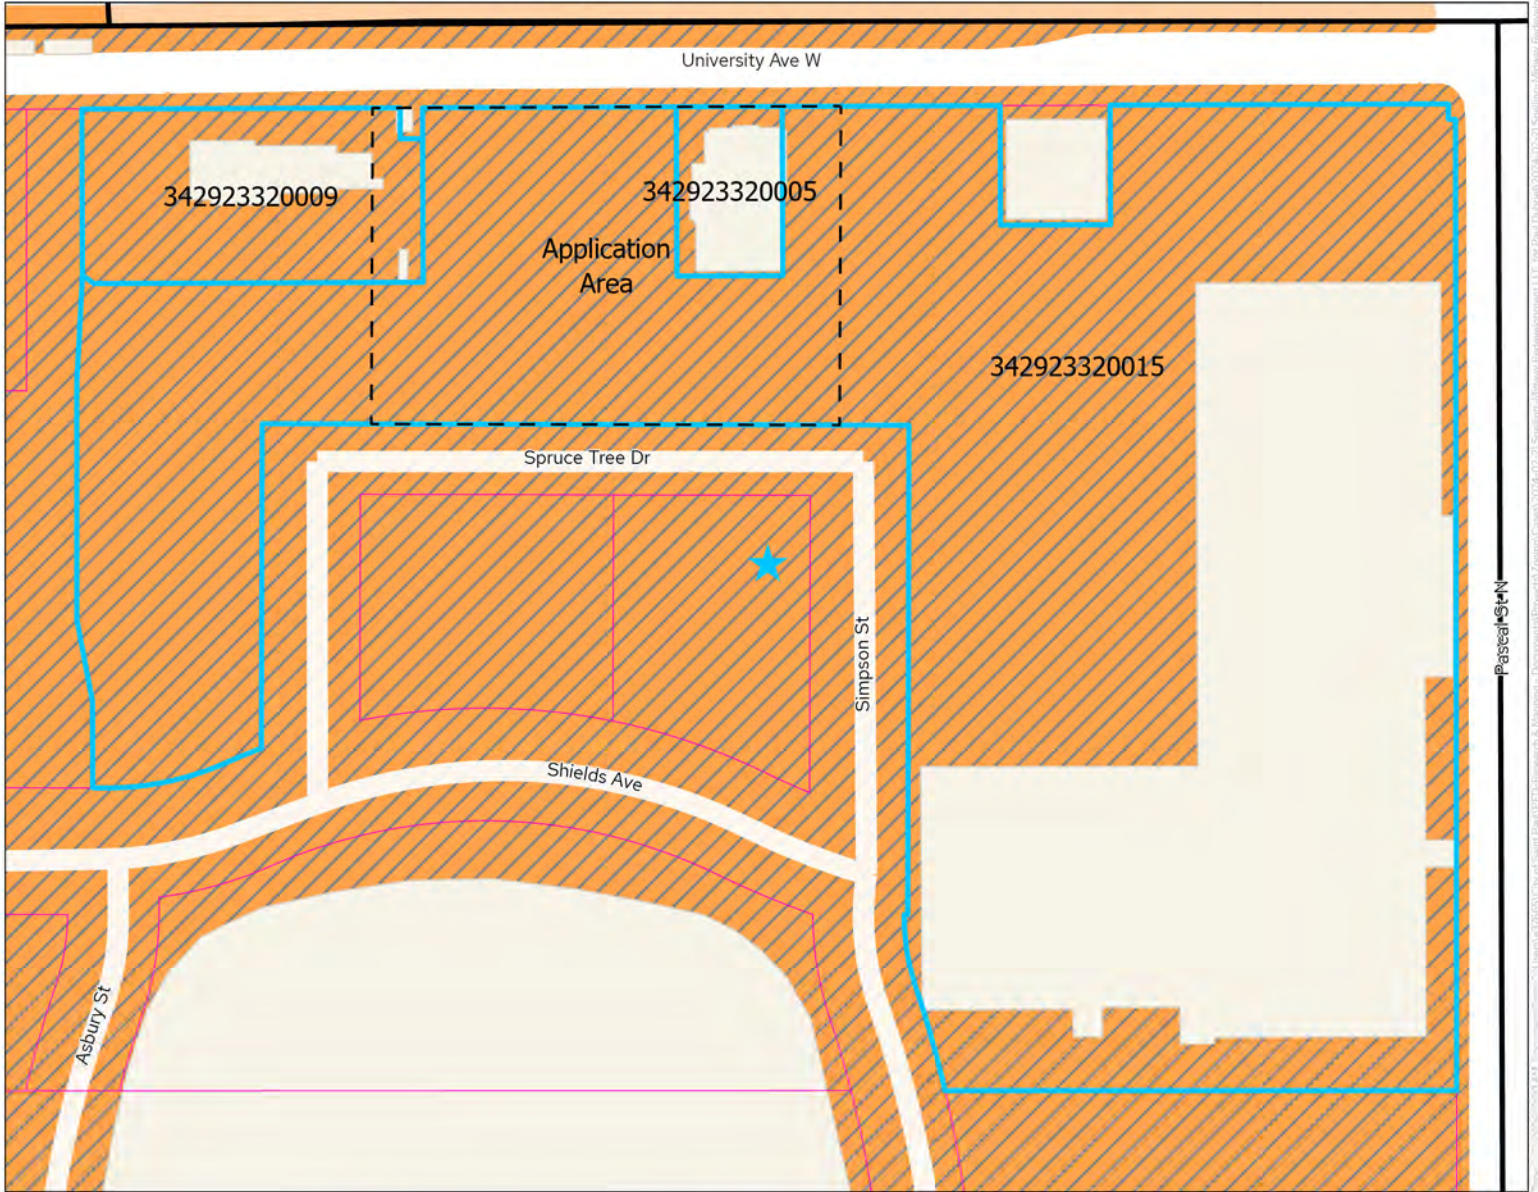 University Ave W
342923320009
342923320005
Application
Area
342923320015
Spruce Tree Dr
Simpson St
Pascal St N
Shields Ave
Asbury St